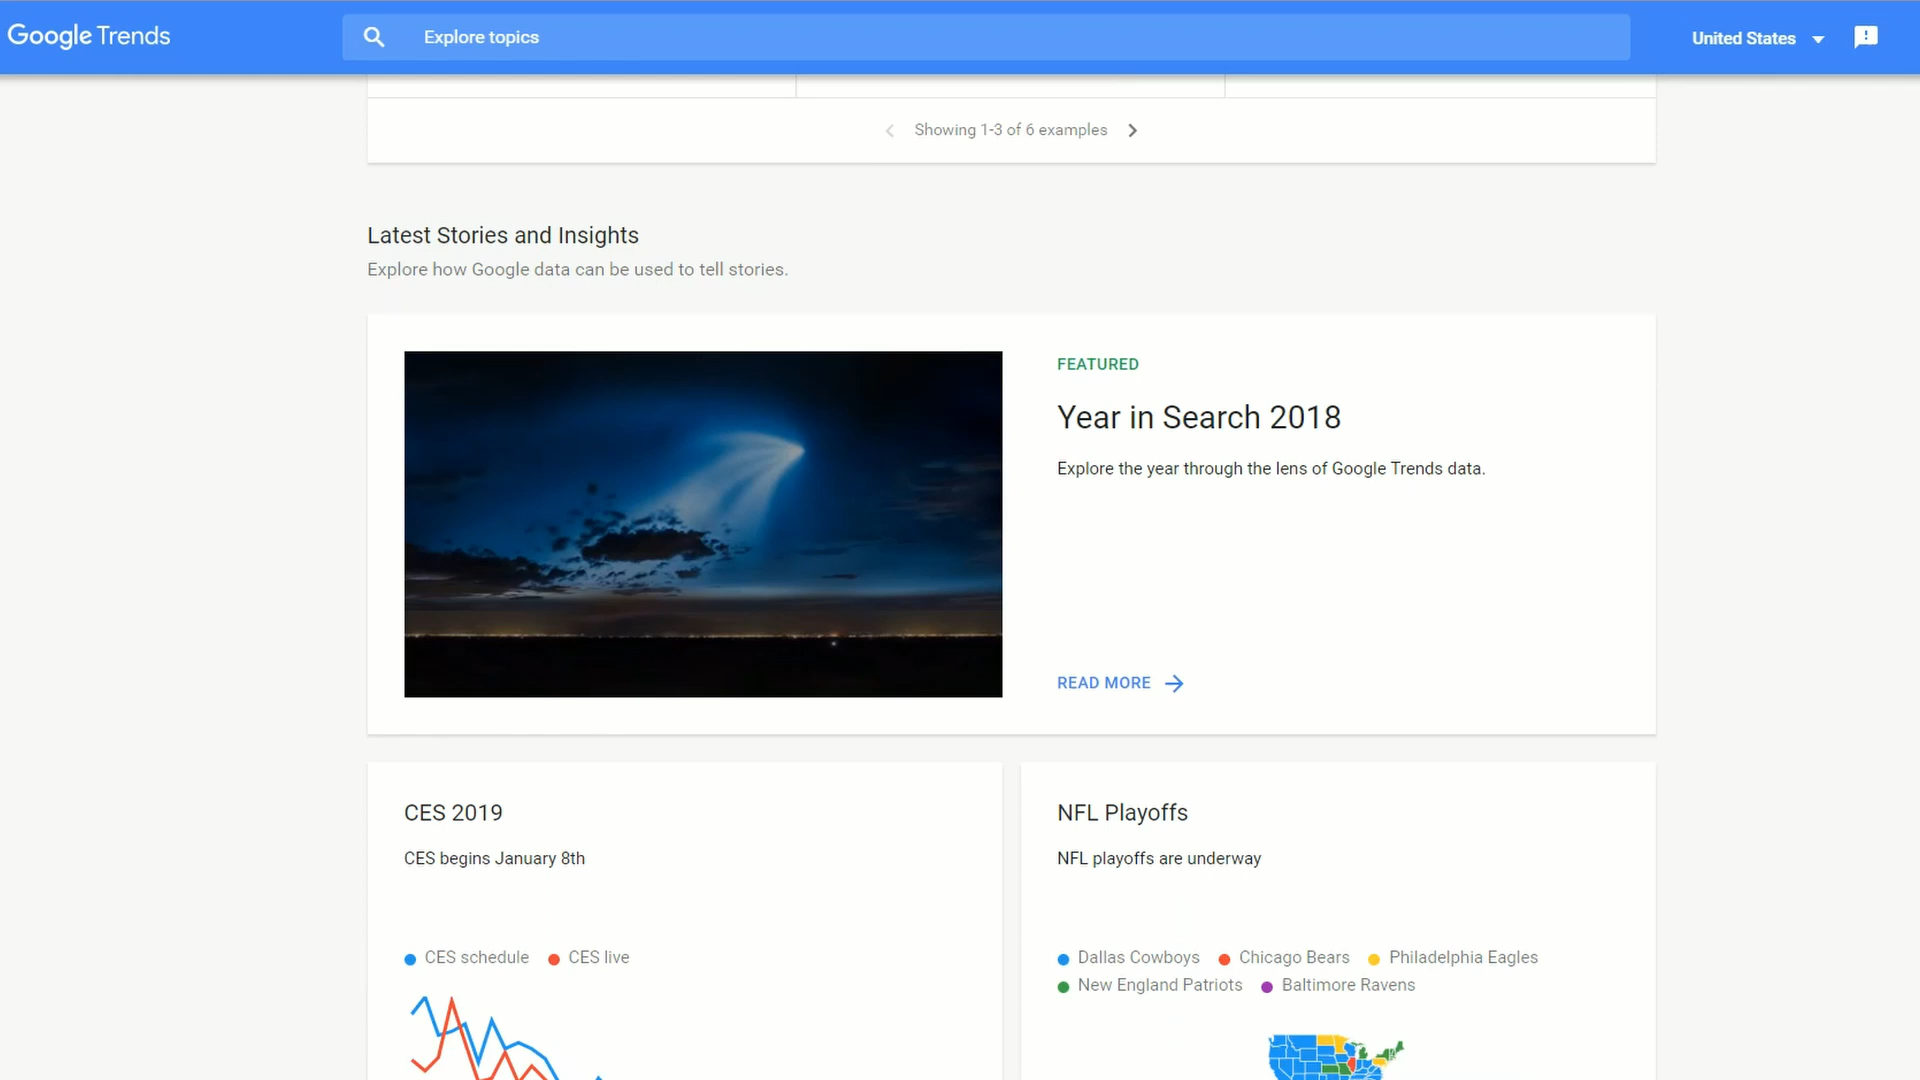 Google Trends
Explore topics
United States
Showing 1-3 of 6 examples
Latest Stories and Insights
Explore how Google data can be used to tell stories.
FEATURED
Year in Search 2018
Explore the year through the lens of Google Trends data.
READ MORE
CES 2019
CES begins January 8th
CES schedule CES live
NFL Playoffs
NFL playoffs are underway
Dallas Cowboys Chicago Bears Philadelphia Eagles
New England Patriots Baltimore Ravens